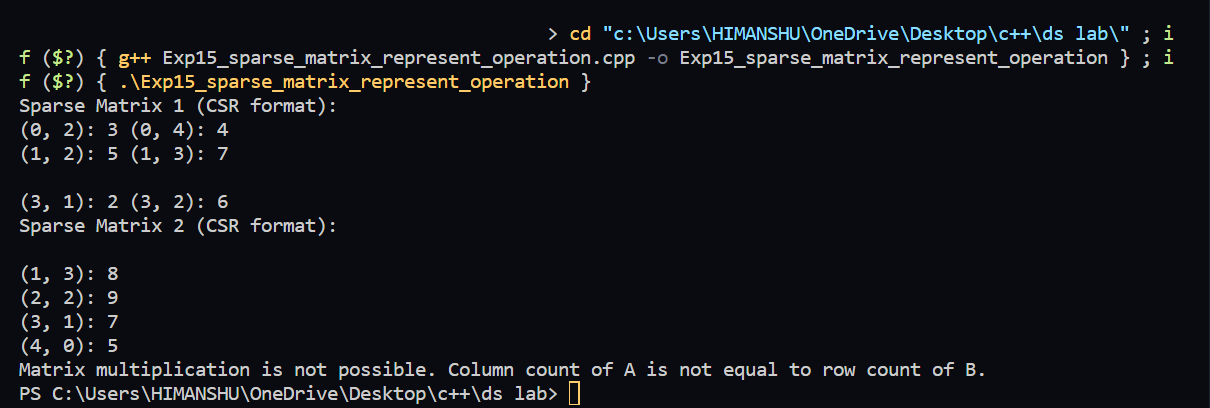 > cd "c:\Users\HIMANSHU\OneDrive\Desktop\c++\ds lab\" ; i
f ($?) { g++ Exp15_sparse_matrix_represent_operation.cpp -o Exp15_sparse_matrix_represent_operation } ; i
f ($?) { .\Exp15_sparse_matrix_represent_operation }
Sparse Matrix 1 (CSR format):
(0, 2): 3 (0, 4): 4
(1, 2): 5 (1, 3): 7
(3, 1): 2 (3, 2): 6
Sparse Matrix 2 (CSR format):
(1, 3): 8
(2, 2): 9
(3, 1): 7
(4, 0): 5
Matrix multiplication is not possible. Column count of A is not equal to row count of B.
PS C:\Users\HIMANSHU\OneDrive\Desktop\c++\ds lab>